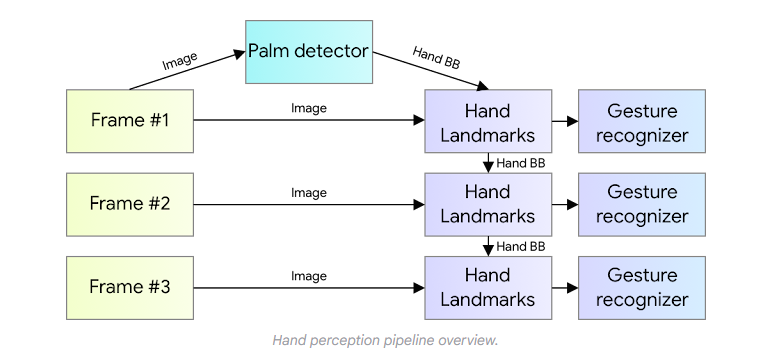 Image
Palm detector
Hand BB
Frame #1
Image
Hand
Landmarks
Gesture
recognizer
Hand BB
Frame #2
Image
Hand
Landmarks
Gesture
recognizer
Hand BB
Frame #3
Image
Hand
Landmarks
Gesture
recognizer
Hand perception pipeline overview.